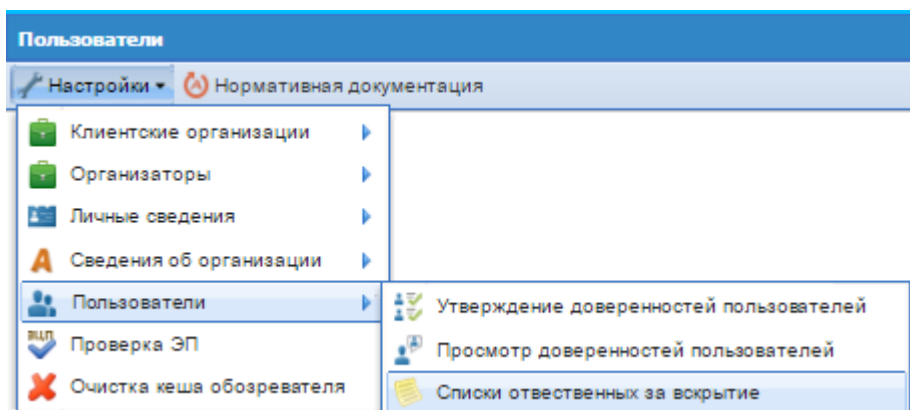 Пользователи
Настройки Нормативная документация
Клиентские организации
Организаторы
Личные сведения
Сведения об организации
Пользователи
Утверждение доверенностей пользователей
ЭЦП Проверка ЭП
Просмотр доверенностей пользователей
Очистка кеша обозревателя
Списки отвественных за вскрытие